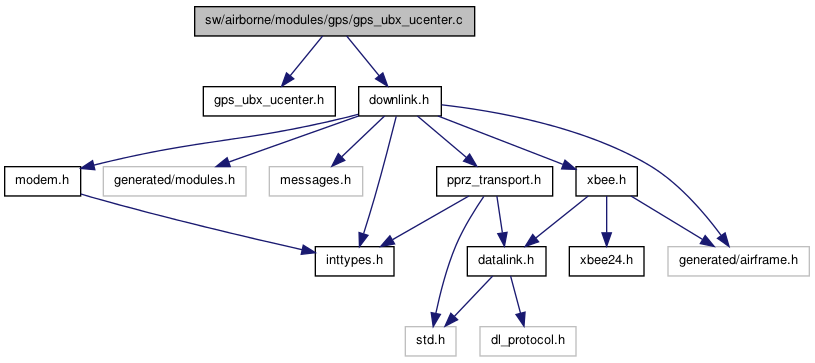 sw/airborne/modules/gps/gps_ubx_ucenter.c
gps_ubx_ucenter.h
downlink.h
modem.h
generated/modules.h
messages.h
pprz_transport.h
xbee.h
inttypes.h
datalink.h
xbee24.h
generated/airframe.h
std.h
dl_protocol.h